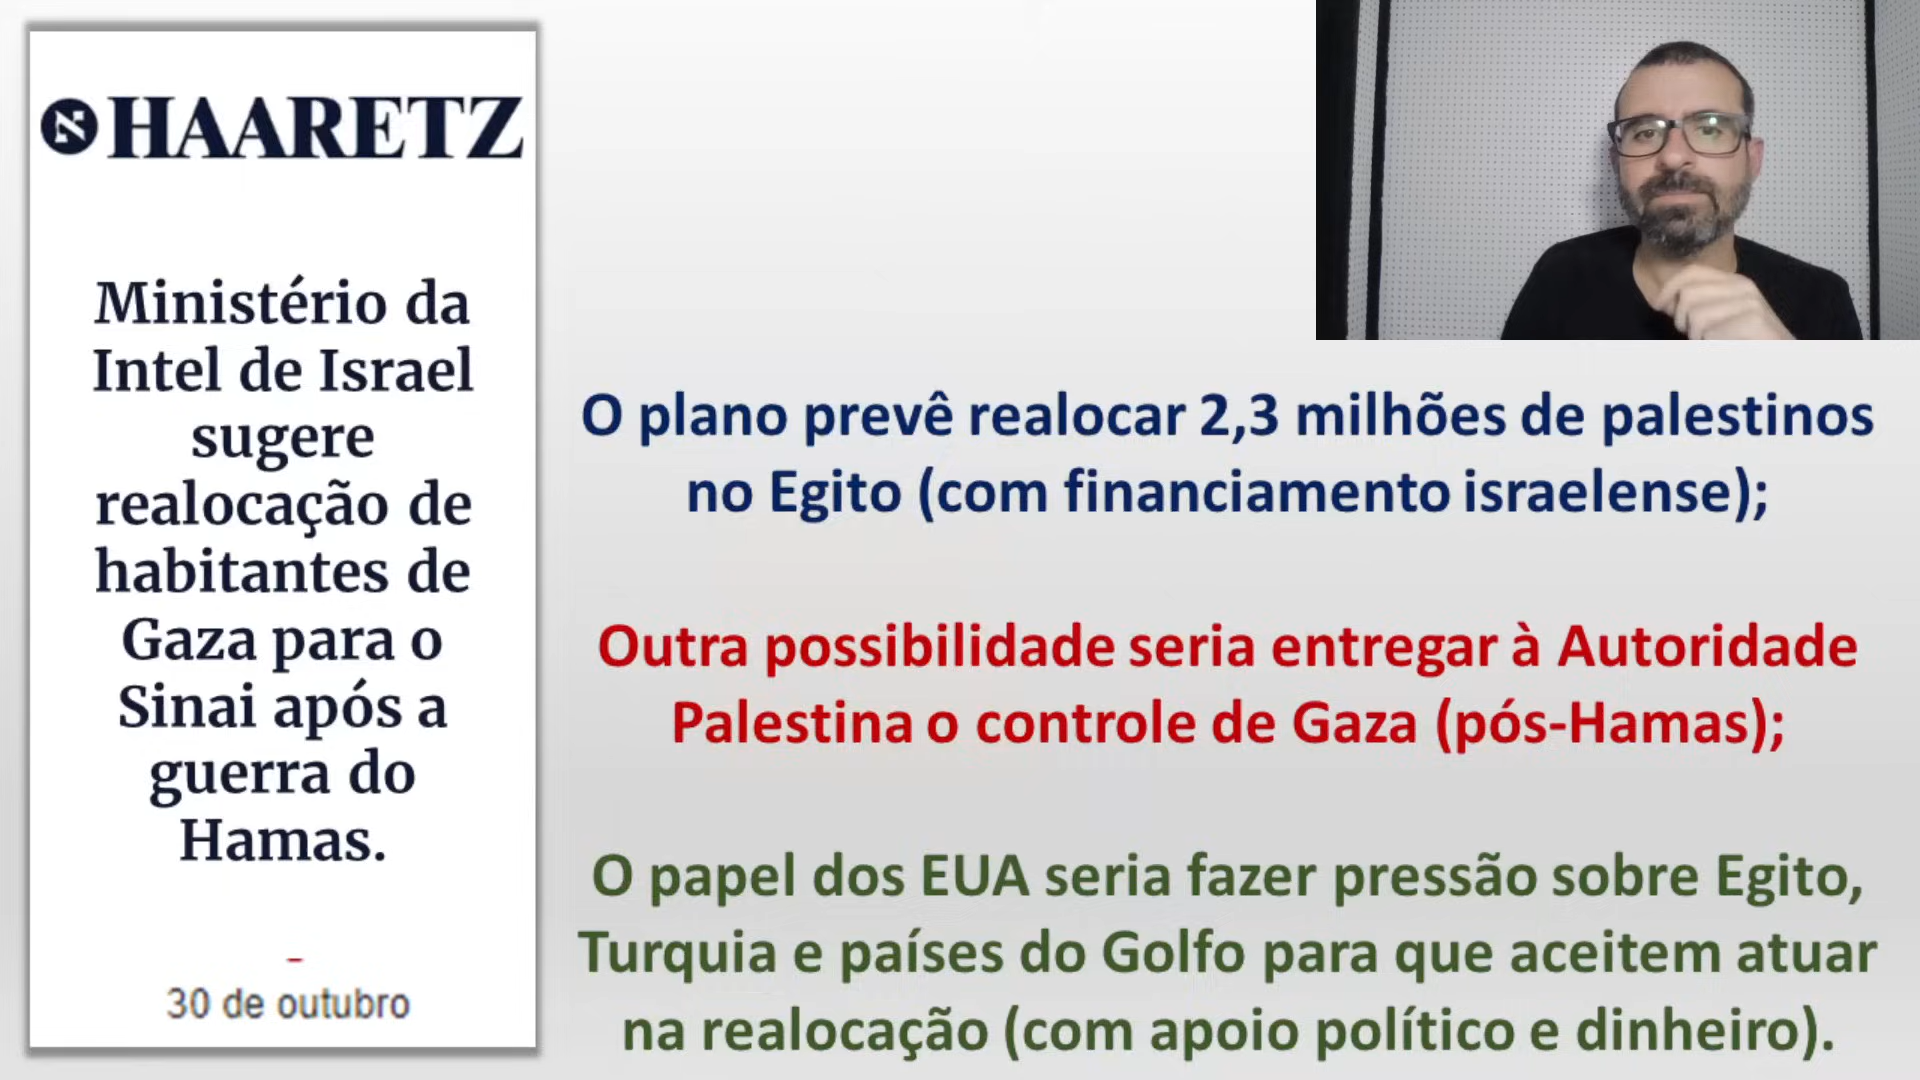 HAARETZ
Ministério da
Intel de Israel
sugere
realocação de
habitantes de
Gaza para o
Sinai após a
guerra do
Hamas.
-
30 de outubro
O plano prevê realocar 2,3 milhões de palestinos
no Egito (com financiamento israelense);
Outra possibilidade seria entregar à Autoridade
Palestina o controle de Gaza (pós-Hamas);
O papel dos EUA seria fazer pressão sobre Egito,
Turquia e países do Golfo para que aceitem atuar
na realocação (com apoio político e dinheiro).